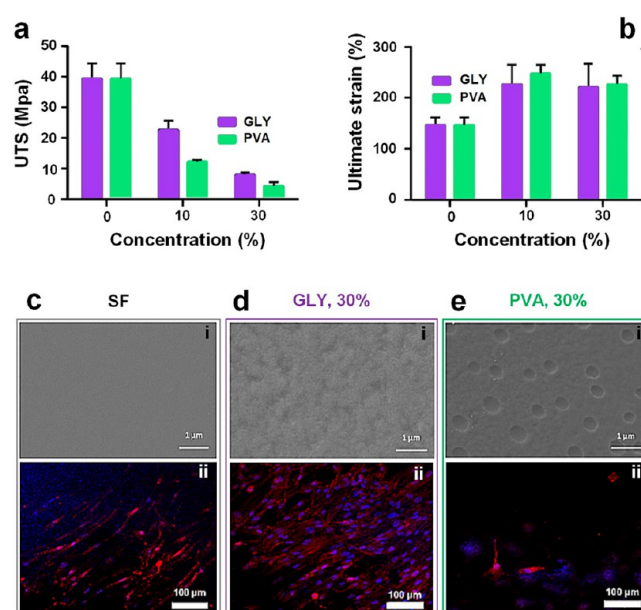 a
UTS (Mpa)
50
40
30
20
10
0
GLY
PVA
0 10 30
Concentration (%)
b
Ultimate strain (%)
300
200
100
0
GLY
PVA
0 10 30
Concentration (%)
c SF
i
1 µm
ii
100 µm
d GLY, 30%
i
1µm
ii
100 µm
e PVA, 30%
i
1 µm
ii
100 µm